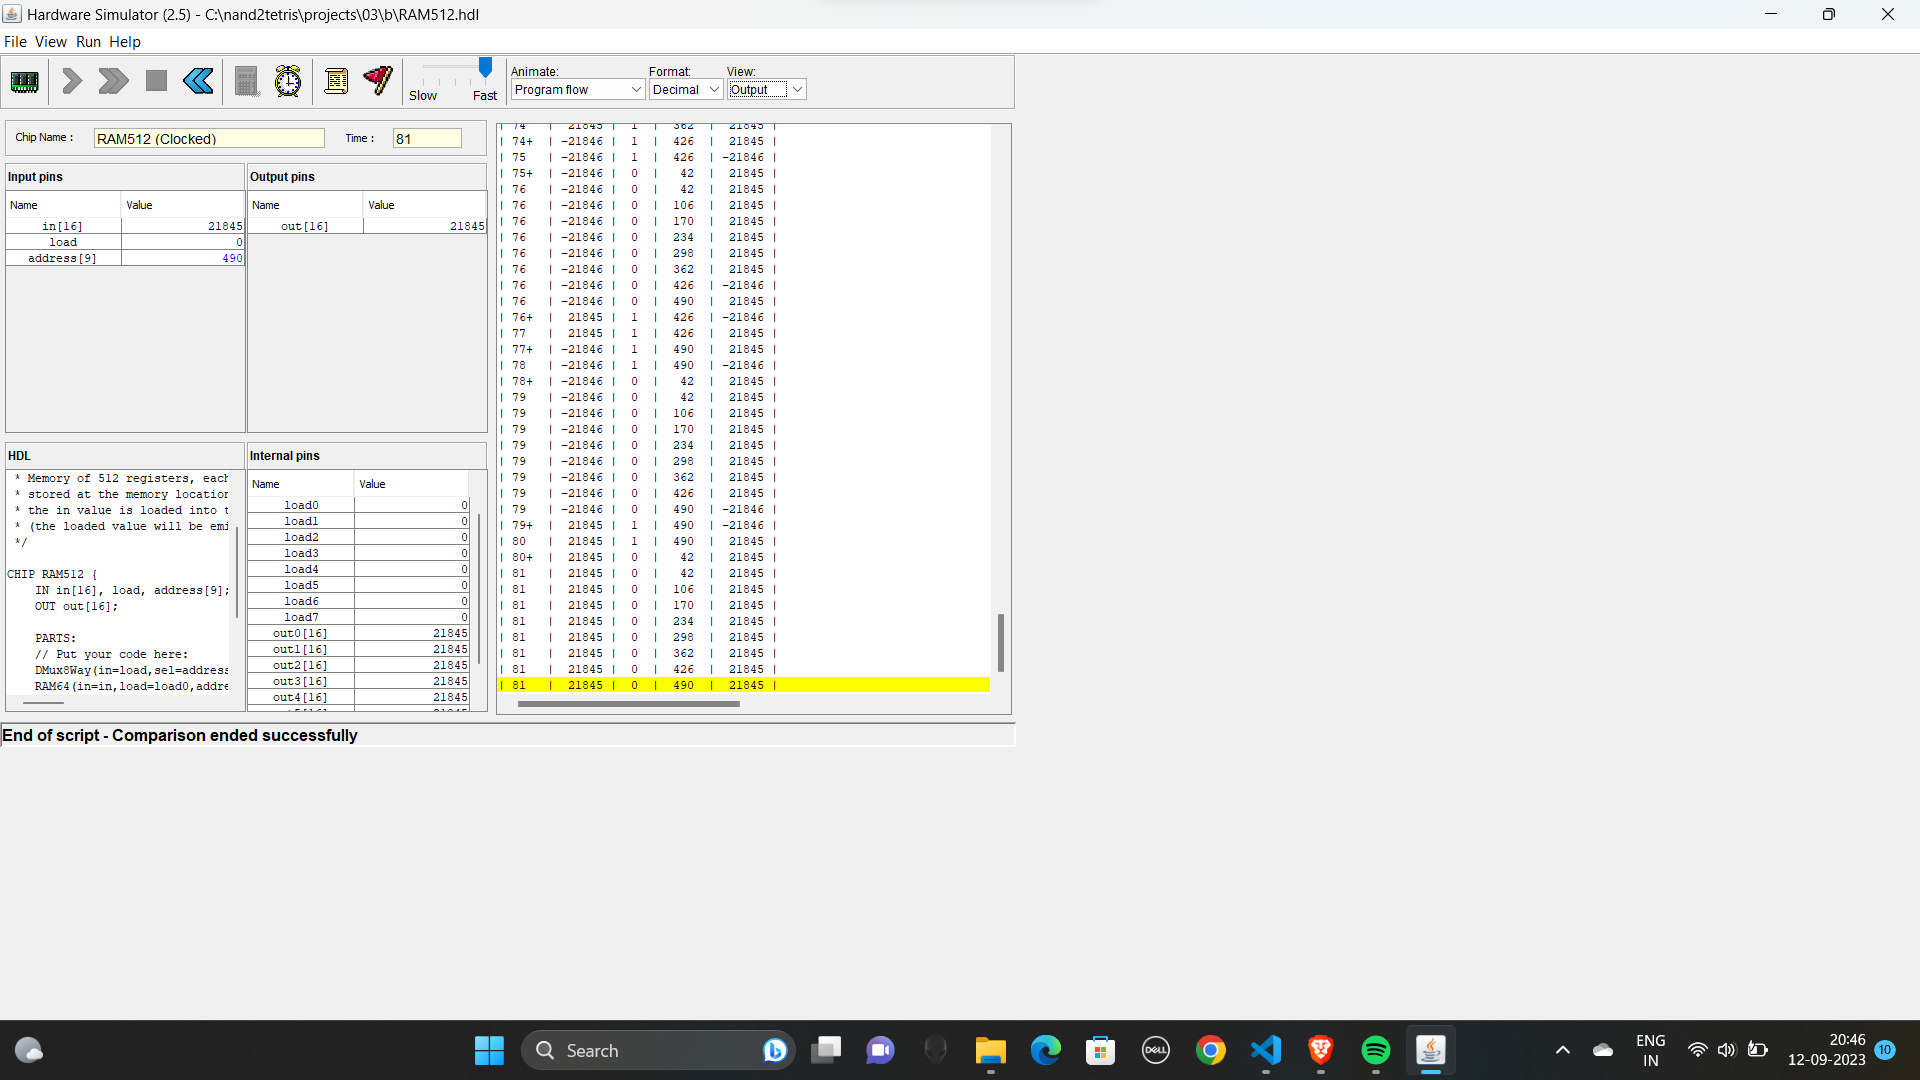 Hardware Simulator (2.5) - C:\nand2tetris\projects\03\b\RAM512.hdl
File View Run Help
Slow Fast
Animate: Format: View:
Program flow Decimal Output
Chip Name : RAM512 (Clocked) Time : 81
Input pins
Name Value
in[16] 21845
load 0
address[9] 490
Output pins
Name Value
out[16] 21845
HDL
* Memory of 512 registers, each
* stored at the memory location
* the in value is loaded into t
* (the loaded value will be emi
*/
CHIP RAM512 {
IN in[16], load, address[9];
OUT out[16];
PARTS:
// Put your code here:
DMux8Way(in=load,sel=address
RAM64(in=in,load=load0,addre
Internal pins
Name Value
load0 0
load1 0
load2 0
load3 0
load4 0
load5 0
load6 0
load7 0
out0[16] 21845
out1[16] 21845
out2[16] 21845
out3[16] 21845
out4[16] 21845
| 74 | 21845 | 1 | 362 | 21845 |
| 74+ | -21846 | 1 | 426 | 21845 |
| 75 | -21846 | 1 | 426 | -21846 |
| 75+ | -21846 | 0 | 42 | 21845 |
| 76 | -21846 | 0 | 42 | 21845 |
| 76 | -21846 | 0 | 106 | 21845 |
| 76 | -21846 | 0 | 170 | 21845 |
| 76 | -21846 | 0 | 234 | 21845 |
| 76 | -21846 | 0 | 298 | 21845 |
| 76 | -21846 | 0 | 362 | 21845 |
| 76 | -21846 | 0 | 426 | -21846 |
| 76 | -21846 | 0 | 490 | 21845 |
| 76+ | 21845 | 1 | 426 | -21846 |
| 77 | 21845 | 1 | 426 | 21845 |
| 77+ | -21846 | 1 | 490 | 21845 |
| 78 | -21846 | 1 | 490 | -21846 |
| 78+ | -21846 | 0 | 42 | 21845 |
| 79 | -21846 | 0 | 42 | 21845 |
| 79 | -21846 | 0 | 106 | 21845 |
| 79 | -21846 | 0 | 170 | 21845 |
| 79 | -21846 | 0 | 234 | 21845 |
| 79 | -21846 | 0 | 298 | 21845 |
| 79 | -21846 | 0 | 362 | 21845 |
| 79 | -21846 | 0 | 426 | 21845 |
| 79 | -21846 | 0 | 490 | -21846 |
| 79+ | 21845 | 1 | 490 | -21846 |
| 80 | 21845 | 1 | 490 | 21845 |
| 80+ | 21845 | 0 | 42 | 21845 |
| 81 | 21845 | 0 | 42 | 21845 |
| 81 | 21845 | 0 | 106 | 21845 |
| 81 | 21845 | 0 | 170 | 21845 |
| 81 | 21845 | 0 | 234 | 21845 |
| 81 | 21845 | 0 | 298 | 21845 |
| 81 | 21845 | 0 | 362 | 21845 |
| 81 | 21845 | 0 | 426 | 21845 |
| 81 | 21845 | 0 | 490 | 21845 |
End of script - Comparison ended successfully
Search
DELL
ENG
IN
20:46
12-09-2023
10